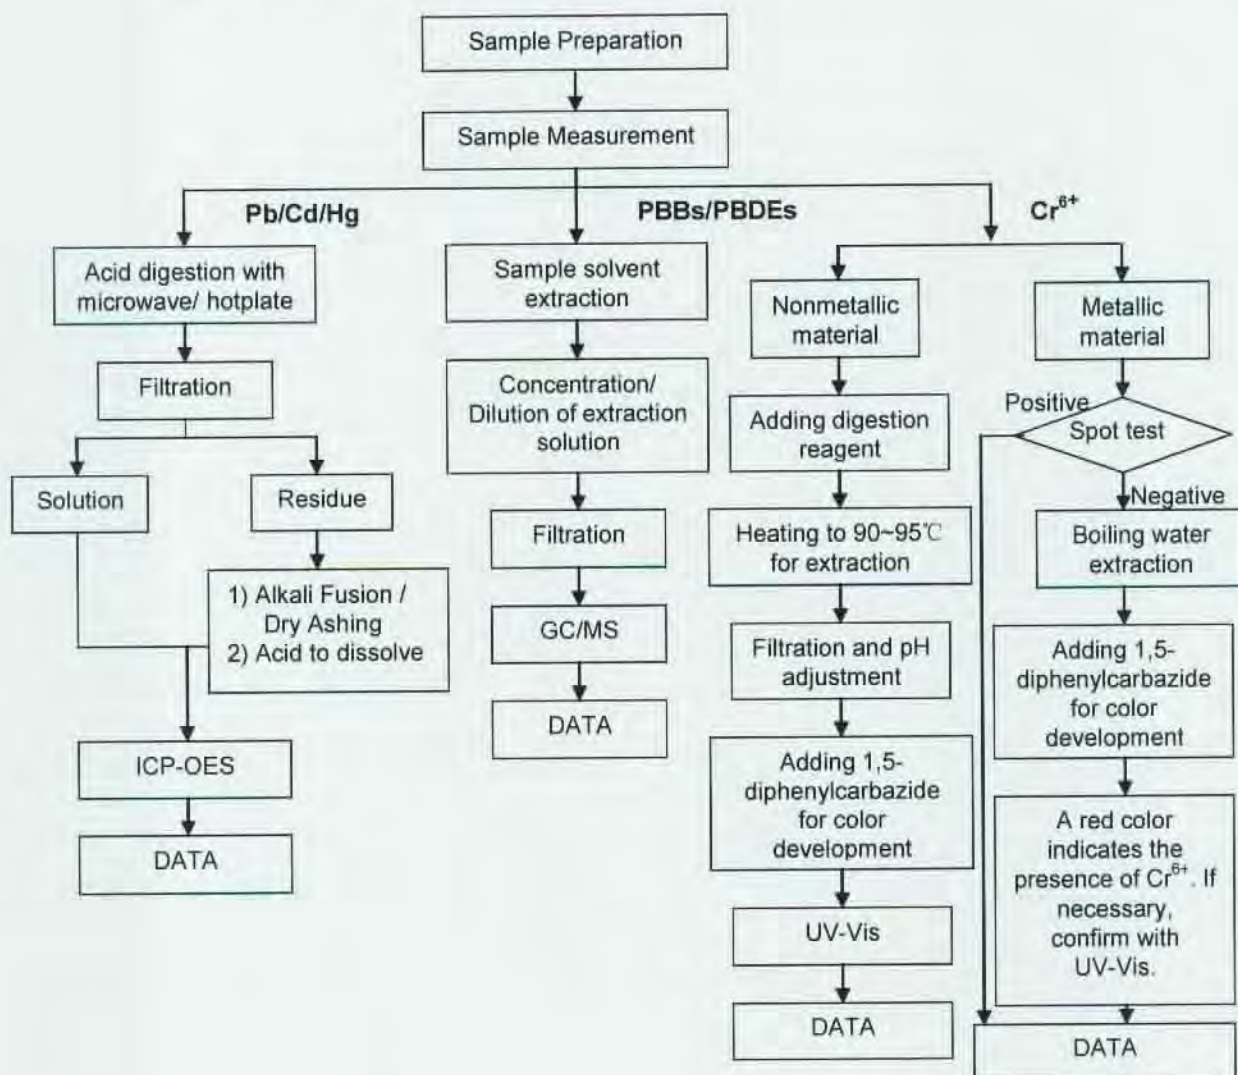 Sample Preparation
Sample Measurement
Pb/Cd/Hg
PBBs/PBDEs
Cr⁶⁺
Acid digestion with
microwave/ hotplate
Filtration
Solution
Residue
1) Alkali Fusion /
Dry Ashing
2) Acid to dissolve
ICP-OES
DATA
Sample solvent
extraction
Concentration/
Dilution of extraction
solution
Filtration
GC/MS
DATA
Nonmetallic
material
Adding digestion
reagent
Heating to 90~95℃
for extraction
Filtration and pH
adjustment
Adding 1,5-
diphenylcarbazide
for color
development
UV-Vis
DATA
Metallic
material
Positive
Spot test
Negative
Boiling water
extraction
Adding 1,5-
diphenylcarbazide
for color
development
A red color
indicates the
presence of Cr⁶⁺. If
necessary,
confirm with
UV-Vis.
DATA